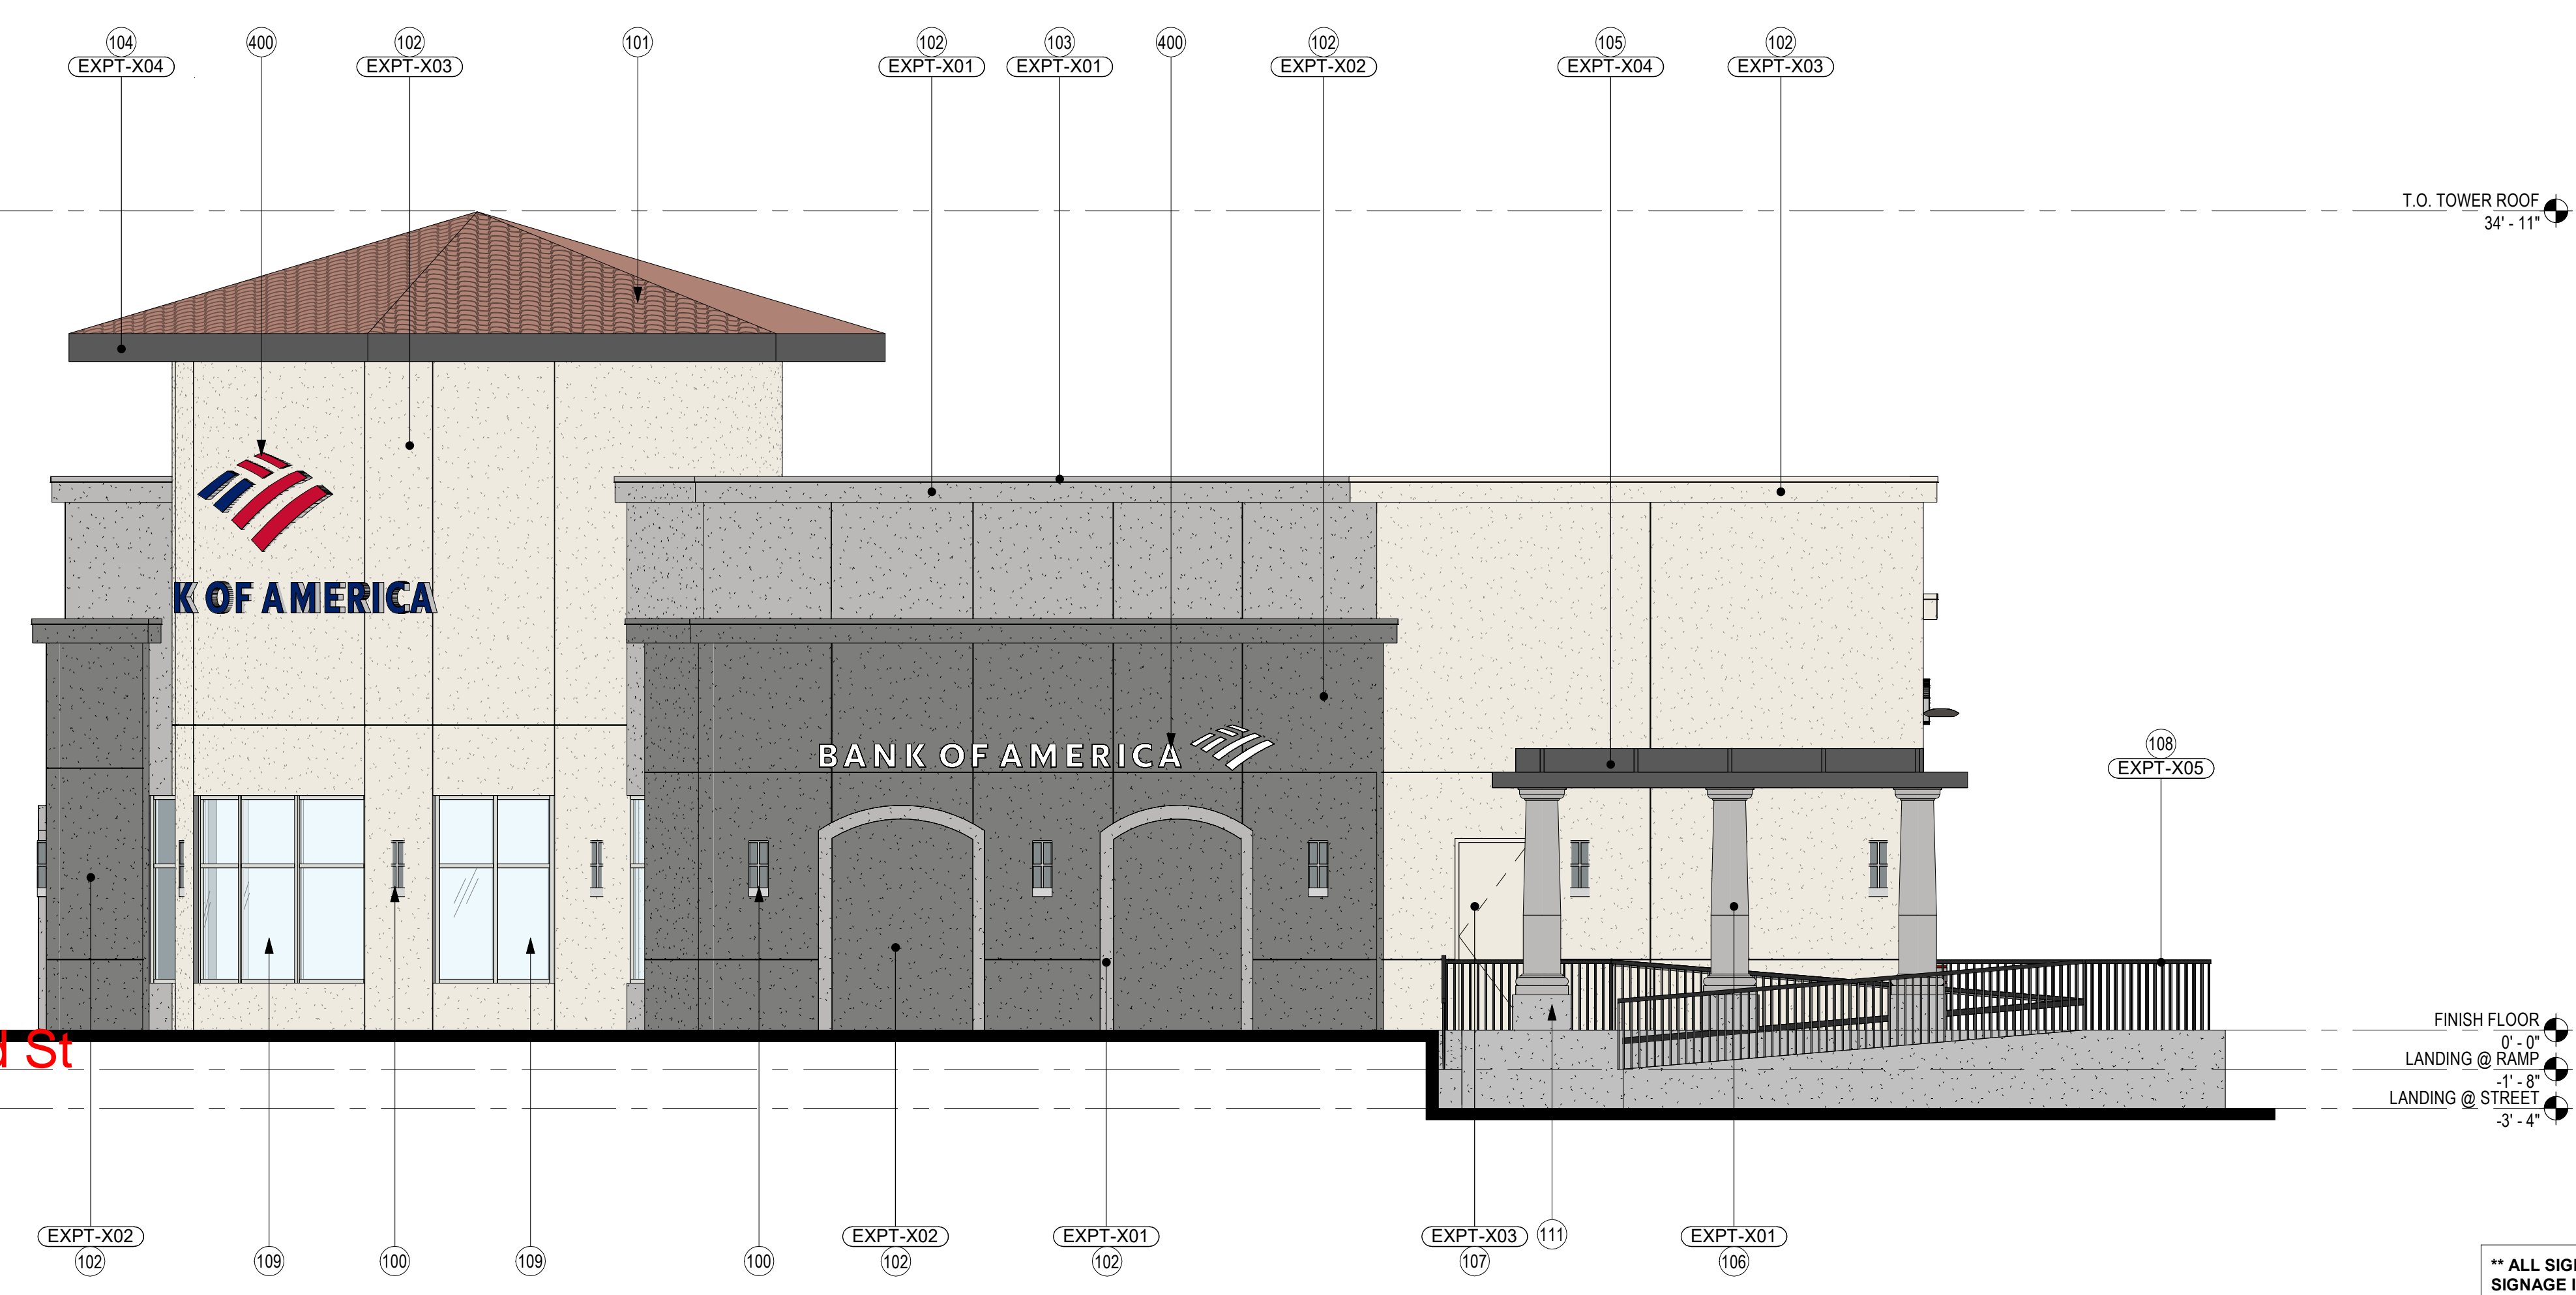 104 400 102 101 102 103 400 102 105 102
EXPT-X04 EXPT-X03 EXPT-X01 EXPT-X01 EXPT-X02 EXPT-X04 EXPT-X03
T.O. TOWER ROOF
34' - 11"
K OF AMERICA
BANK OF AMERICA
108
EXPT-X05
FINISH FLOOR
0' - 0"
d St
LANDING @ RAMP
-1' - 8"
LANDING @ STREET
-3' - 4"
EXPT-X02 EXPT-X02 EXPT-X01 EXPT-X03 111 EXPT-X01
102 109 100 109 100 102 102 107 106
** ALL SIG
SIGNAGE I